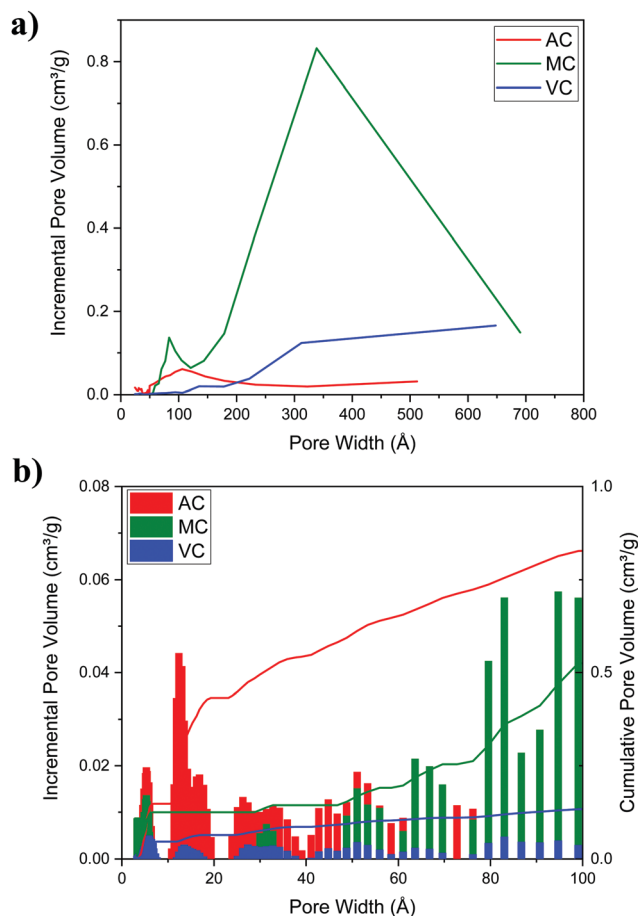 a)
AC
MC
VC
0.8
0.6
0.4
0.2
0.0
Incremental Pore Volume (cm³/g)
0 100 200 300 400 500 600 700 800
Pore Width (Å)
b)
AC
MC
VC
0.08
0.06
0.04
0.02
0.00
Incremental Pore Volume (cm³/g)
1.0
0.5
0.0
Cumulative Pore Volume (cm³/g)
0 20 40 60 80 100
Pore Width (Å)